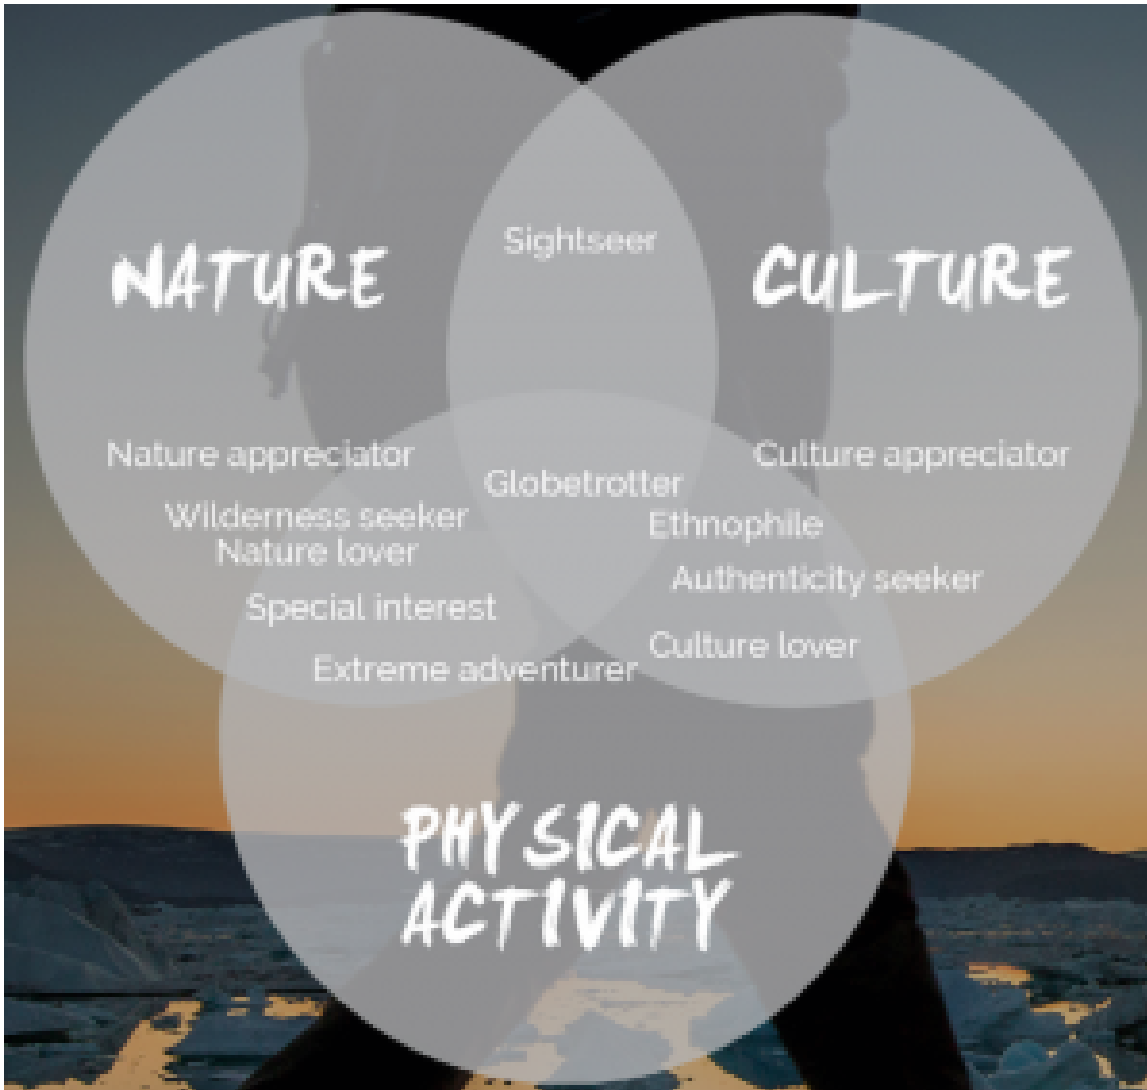 Sightseer
NATURE
CULTURE
Nature appreciator
Culture appreciator
Globetrotter
Wilderness seeker
Ethnophile
Nature lover
Authenticity seeker
Special interest
Culture lover
Extreme adventurer
PHYSICAL
ACTIVITY